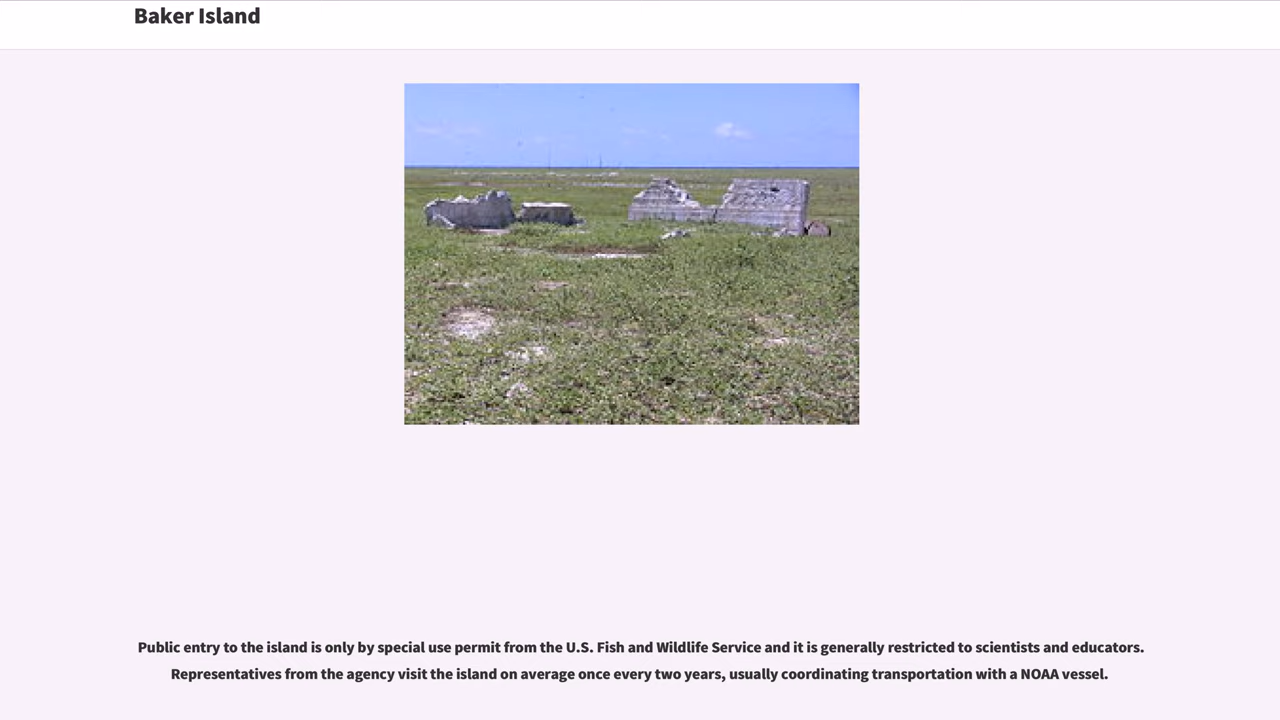 Baker Island
Public entry to the island is only by special use permit from the U.S. Fish and Wildlife Service and it is generally restricted to scientists and educators.
Representatives from the agency visit the island on average once every two years, usually coordinating transportation with a NOAA vessel.